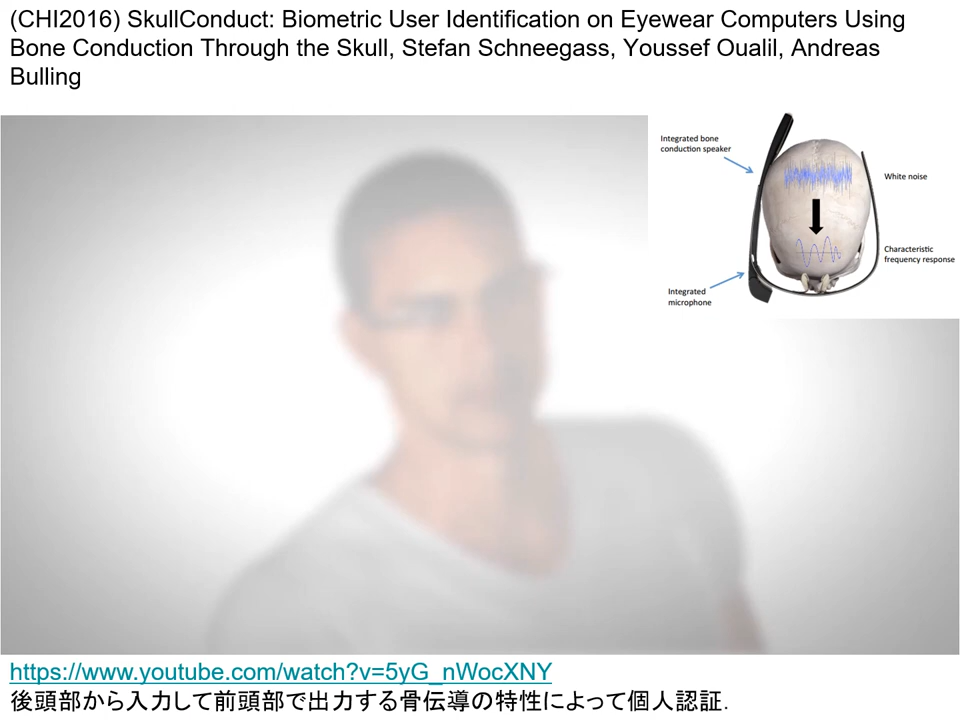 (CHI2016) SkullConduct: Biometric User Identification on Eyewear Computers Using
Bone Conduction Through the Skull, Stefan Schneegass, Youssef Oualil, Andreas
Bulling
Integrated bone
conduction speaker
White noise
Characteristic
frequency response
Integrated
microphone
https://www.youtube.com/watch?v=5yG_nWocXNY
後頭部から入力して前頭部で出力する骨伝導の特性によって個人認証.